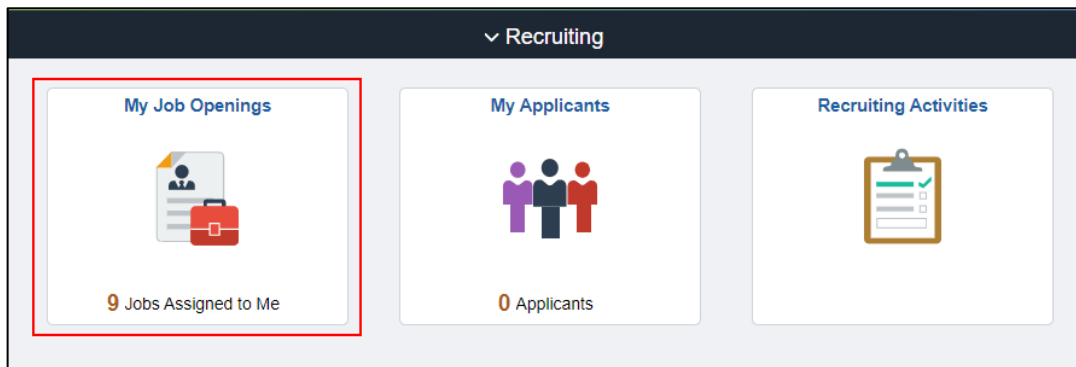 Recruiting
My Job Openings
My Applicants
Recruiting Activities
9 Jobs Assigned to Me
0 Applicants